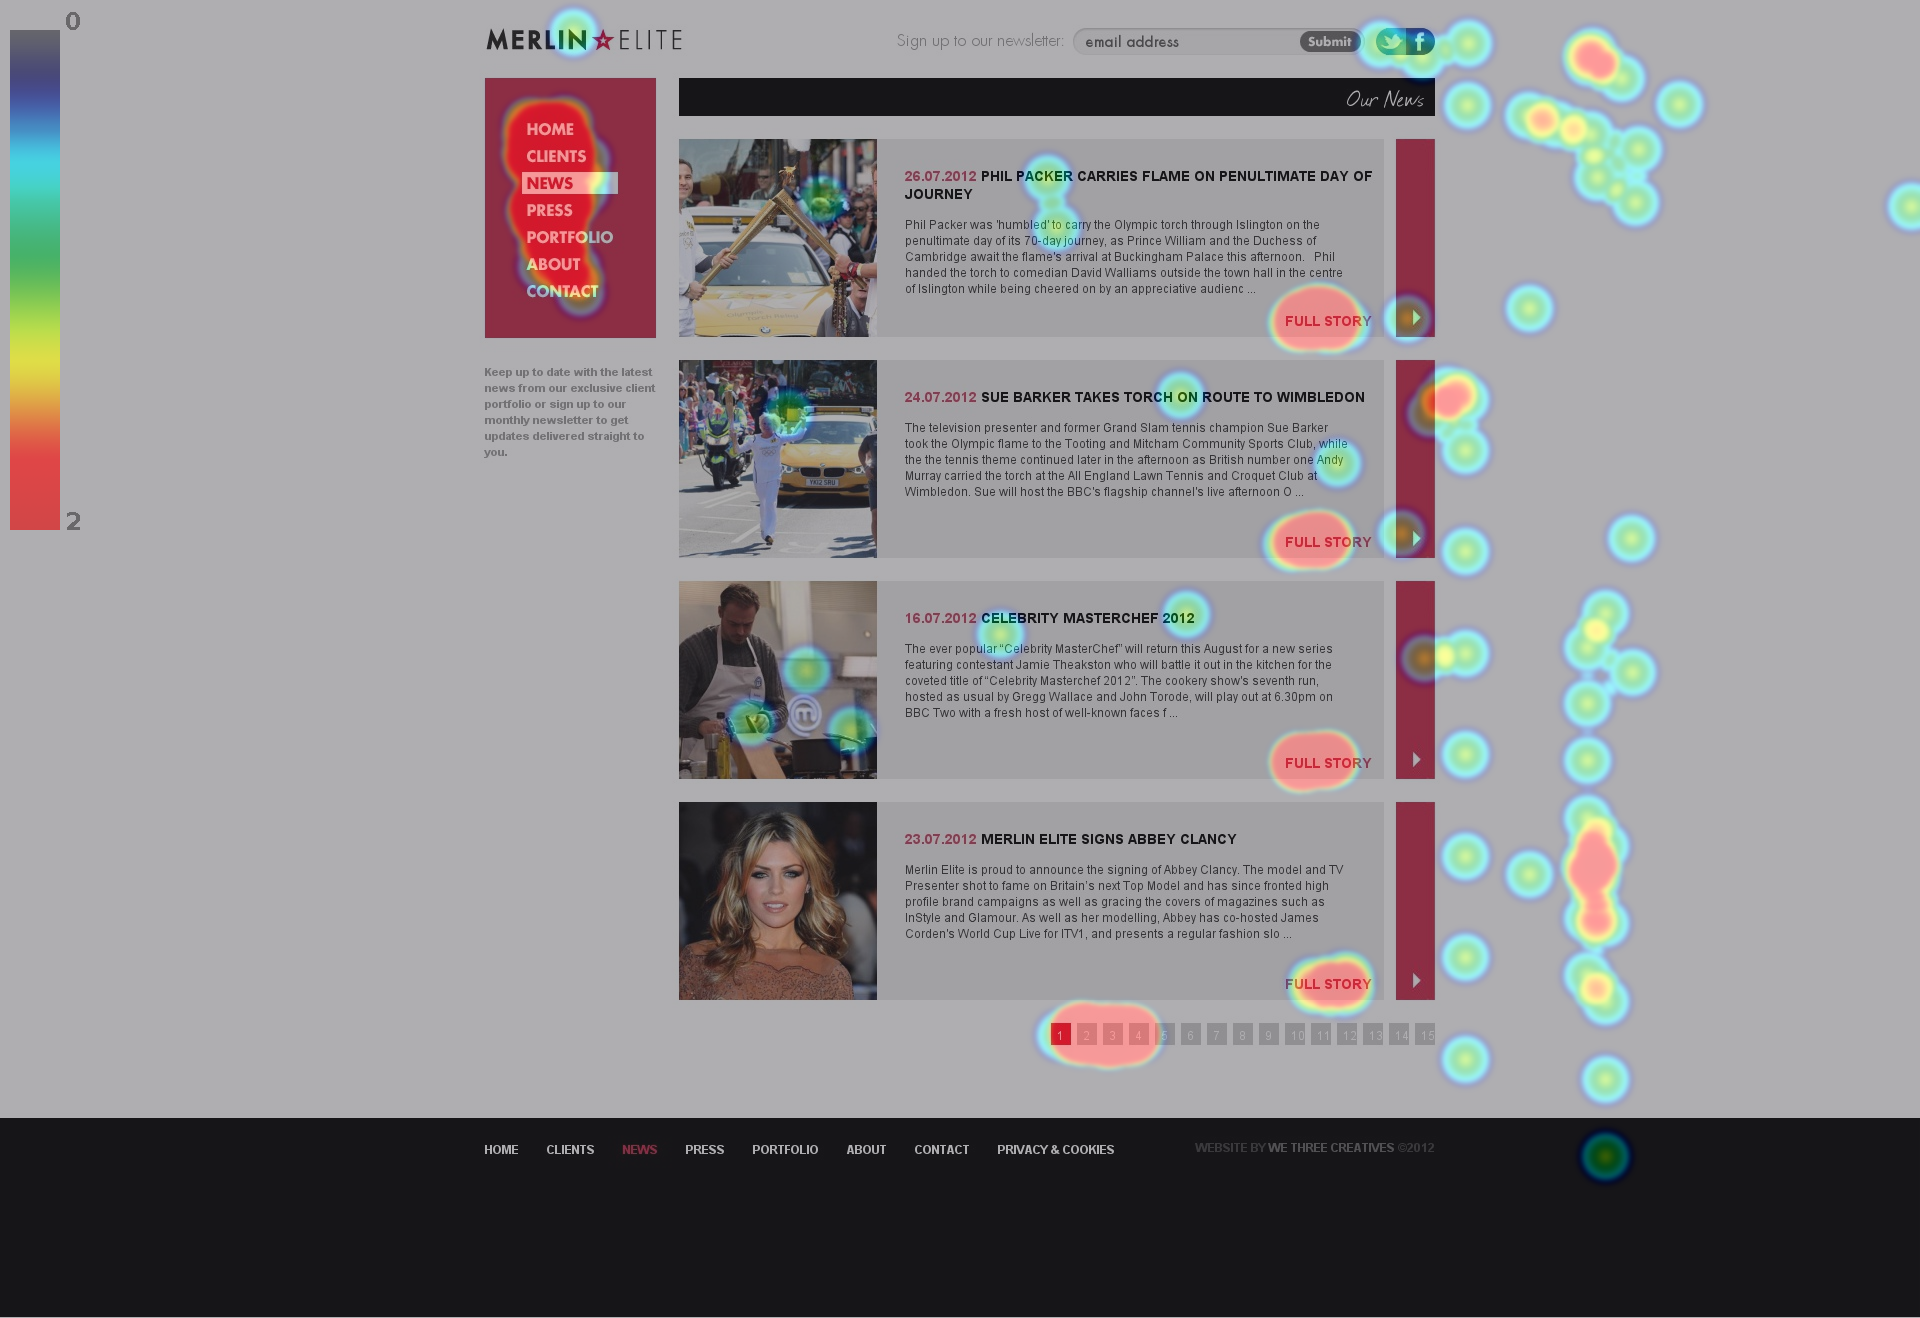 0
MERLIN ELITE
Sign up to our newsletter:
email address
Submit
2
HOME
CLIENTS
NEWS
PRESS
PORTFOLIO
ABOUT
CONTACT
Keep up to date with the latest
news from our exclusive client
portfolio or sign up to our
monthly newsletter to get
updates delivered straight to
you.
Our News
26.07.2012 PHIL PACKER CARRIES FLAME ON PENULTIMATE DAY OF
JOURNEY
Phil Packer was 'humbled' to carry the Olympic torch through Islington on the
penultimate day of its 70-day journey, as Prince William and the Duchess of
Cambridge await the flame's arrival at Buckingham Palace this afternoon. Phil
handed the torch to comedian David Walliams outside the town hall in the centre
of Islington while being cheered on by an appreciative audienc ...
FULL STORY
24.07.2012 SUE BARKER TAKES TORCH ON ROUTE TO WIMBLEDON
The television presenter and former Grand Slam tennis champion Sue Barker
took the Olympic flame to the Tooting and Mitcham Community Sports Club, while
the the tennis theme continued later in the afternoon as British number one Andy
Murray carried the torch at the All England Lawn Tennis and Croquet Club at
Wimbledon. Sue will host the BBC's flagship channel's live afternoon O ...
FULL STORY
16.07.2012 CELEBRITY MASTERCHEF 2012
The ever popular “Celebrity MasterChef” will return this August for a new series
featuring contestant Jamie Theakston who will battle it out in the kitchen for the
coveted title of “Celebrity Masterchef 2012”. The cookery show's seventh run,
hosted as usual by Gregg Wallace and John Torode, will play out at 6.30pm on
BBC Two with a fresh host of well-known faces f ...
FULL STORY
23.07.2012 MERLIN ELITE SIGNS ABBEY CLANCY
Merlin Elite is proud to announce the signing of Abbey Clancy. The model and TV
Presenter shot to fame on Britain's next Top Model and has since fronted high
profile brand campaigns as well as gracing the covers of magazines such as
InStyle and Glamour. As well as her modelling, Abbey has co-hosted James
Corden's World Cup Live for ITV1, and presents a regular fashion slo ...
FULL STORY
1 2 3 4 5 6 7 8 9 10 11 12 13 14 15
HOME CLIENTS NEWS PRESS PORTFOLIO ABOUT CONTACT PRIVACY & COOKIES WEBSITE BY WE THREE CREATIVES ©2012